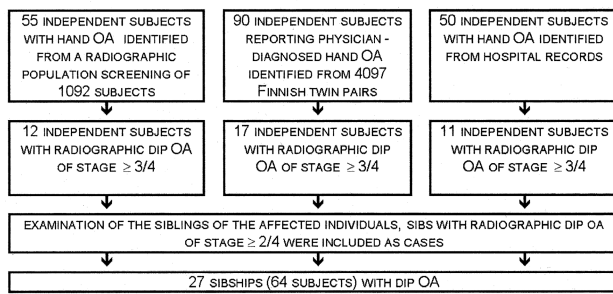 55 INDEPENDENT SUBJECTS
WITH HAND OA IDENTIFIED
FROM A RADIOGRAPHIC
POPULATION SCREENING OF
1092 SUBJECTS
90 INDEPENDENT SUBJECTS
REPORTING PHYSICIAN -
DIAGNOSED HAND OA
IDENTIFIED FROM 4097
FINNISH TWIN PAIRS
50 INDEPENDENT SUBJECTS
WITH HAND OA IDENTIFIED
FROM HOSPITAL RECORDS
12 INDEPENDENT SUBJECTS
WITH RADIOGRAPHIC DIP OA
OF STAGE ≥ 3/4
17 INDEPENDENT SUBJECTS
WITH RADIOGRAPHIC DIP
OA OF STAGE ≥ 3/4
11 INDEPENDENT SUBJECTS
WITH RADIOGRAPHIC DIP
OA OF STAGE ≥ 3/4
EXAMINATION OF THE SIBLINGS OF THE AFFECTED INDIVIDUALS, SIBS WITH RADIOGRAPHIC DIP OA
OF STAGE ≥ 2/4 WERE INCLUDED AS CASES
27 SIBSHIPS (64 SUBJECTS) WITH DIP OA